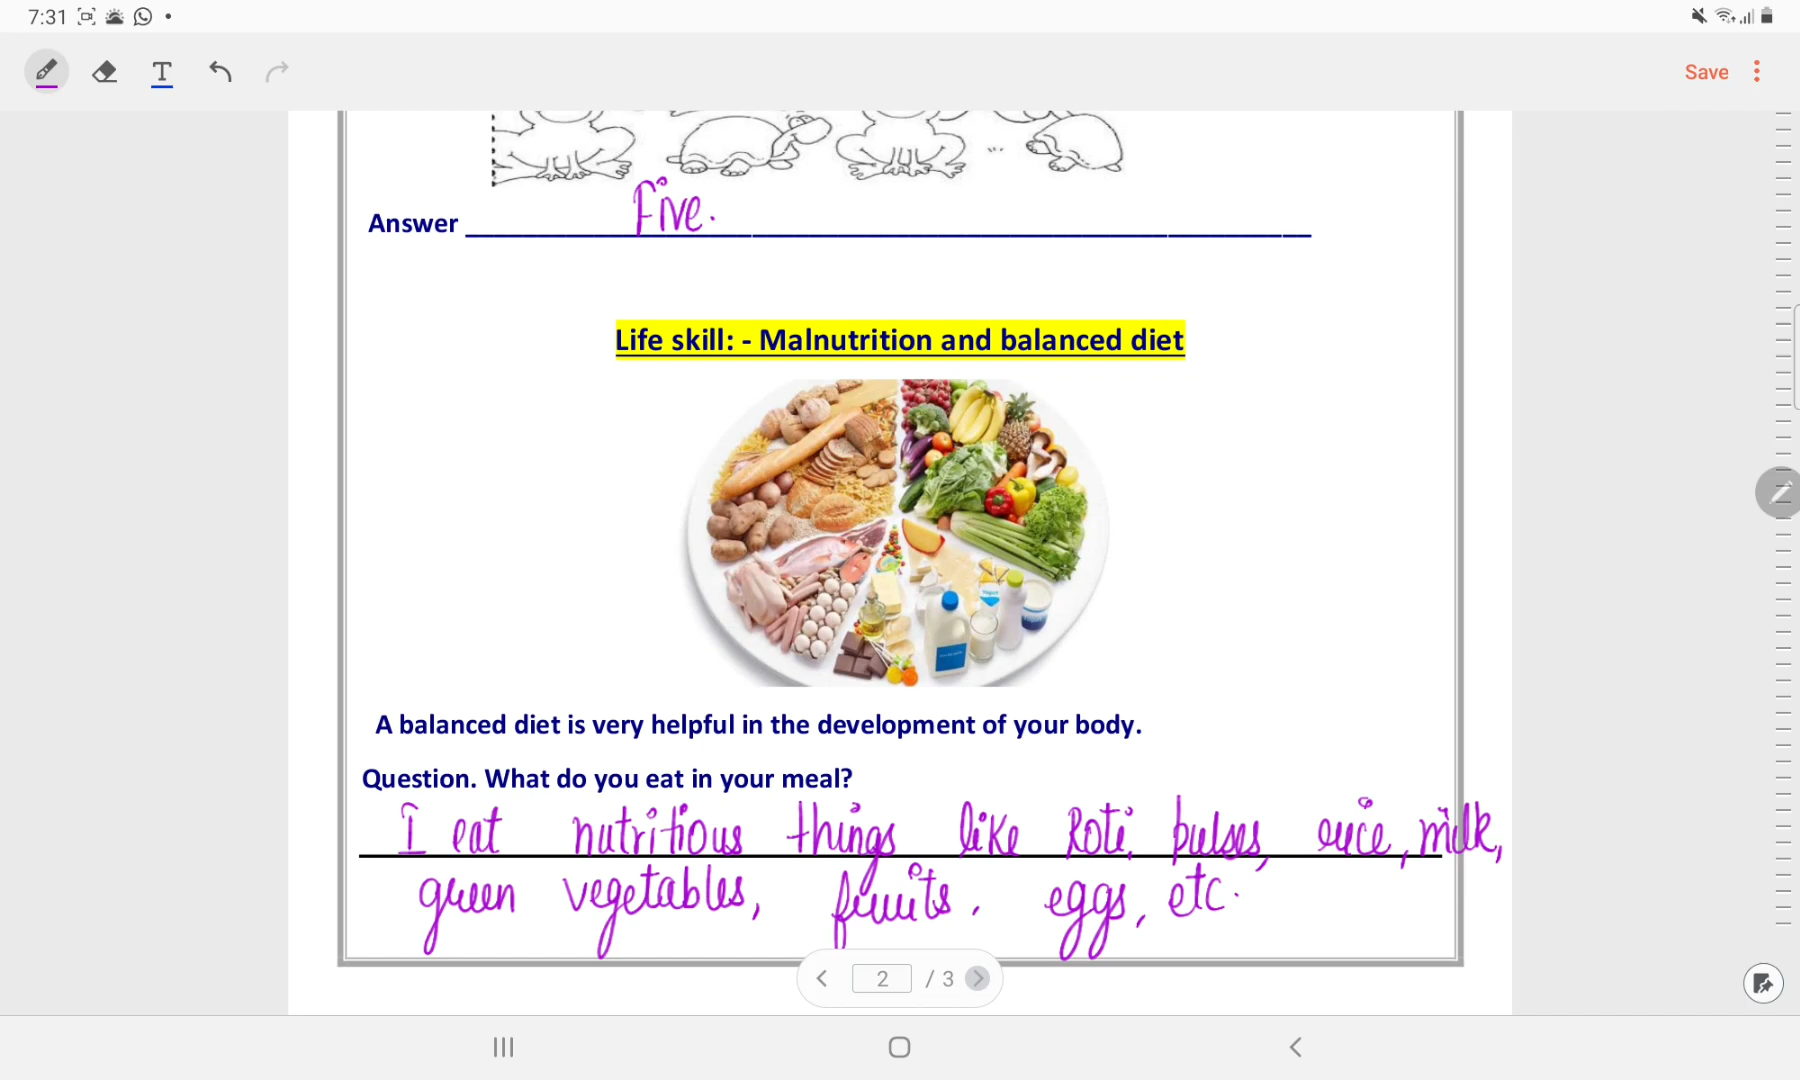 7:31
T
Save
Five.
Answer
Life skill: - Malnutrition and balanced diet
A balanced diet is very helpful in the development of your body.
Question. What do you eat in your meal?
I eat nutritious things like Roti, pulses, rice, milk,
green vegetables, fruits, eggs, etc.
2 / 3